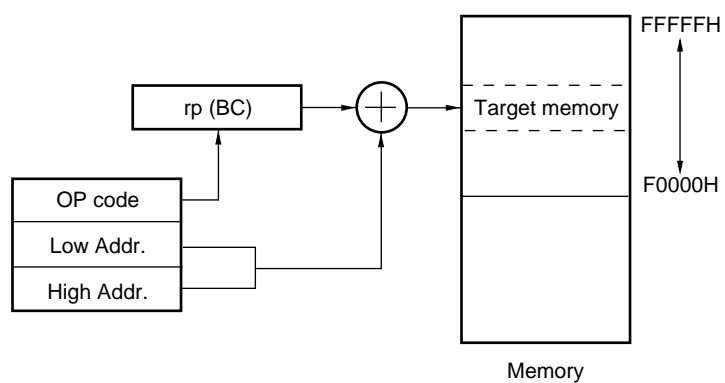 FFFFFH
rp (BC)
Target memory
F0000H
OP code
Low Addr.
High Addr.
Memory